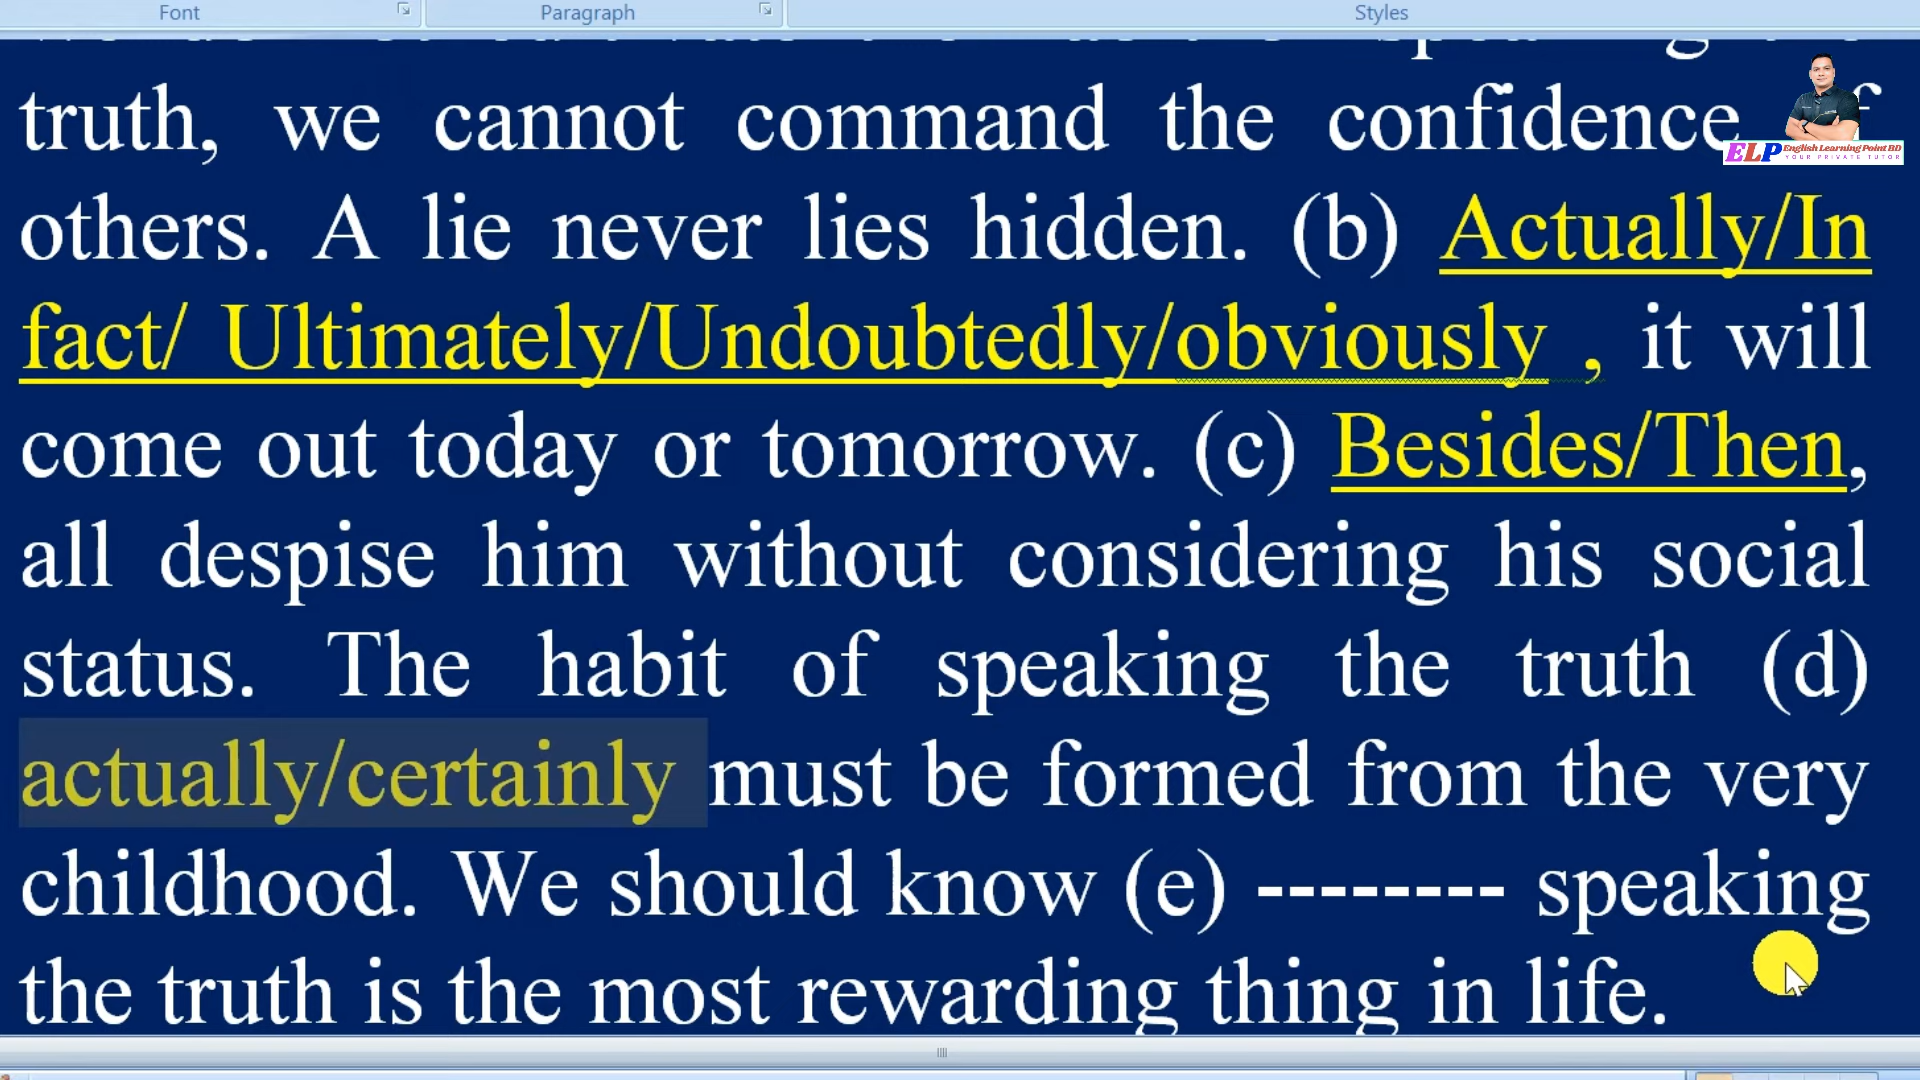 Font Paragraph Styles
truth, we cannot command the confidence
others. A lie never lies hidden. (b) Actually/In
fact/ Ultimately/Undoubtedly/obviously , it will
come out today or tomorrow. (c) Besides/Then,
all despise him without considering his social
status. The habit of speaking the truth (d)
actually/certainly must be formed from the very
childhood. We should know (e) -------- speaking
the truth is the most rewarding thing in life.
ELP English Learning Point BD
YOUR PRIVATE TUTOR